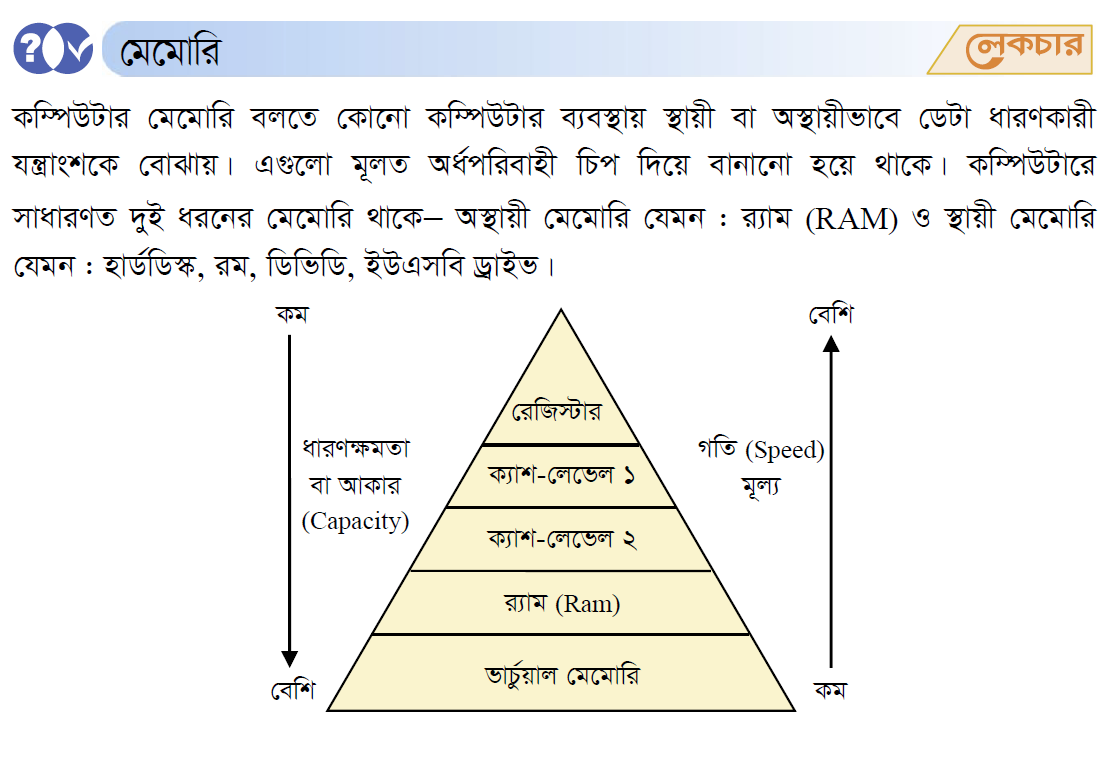 মেমোরি
লেকচার
কম্পিউটার মেমোরি বলতে কোনো কম্পিউটার ব্যবস্থায় স্থায়ী বা অস্থায়ীভাবে ডেটা ধারণকারী
যন্ত্রাংশকে বোঝায়। এগুলো মূলত অর্ধপরিবাহী চিপ দিয়ে বানানো হয়ে থাকে। কম্পিউটারে
সাধারণত দুই ধরনের মেমোরি থাকে– অস্থায়ী মেমোরি যেমন : র‍্যাম (RAM) ও স্থায়ী মেমোরি
যেমন : হার্ডডিস্ক, রম, ডিভিডি, ইউএসবি ড্রাইভ।
কম
বেশি
রেজিস্টার
ধারণক্ষমতা
বা আকার
(Capacity)
গতি (Speed)
মূল্য
ক্যাশ-লেভেল ১
ক্যাশ-লেভেল ২
র‍্যাম (Ram)
ভার্চুয়াল মেমোরি
বেশি
কম